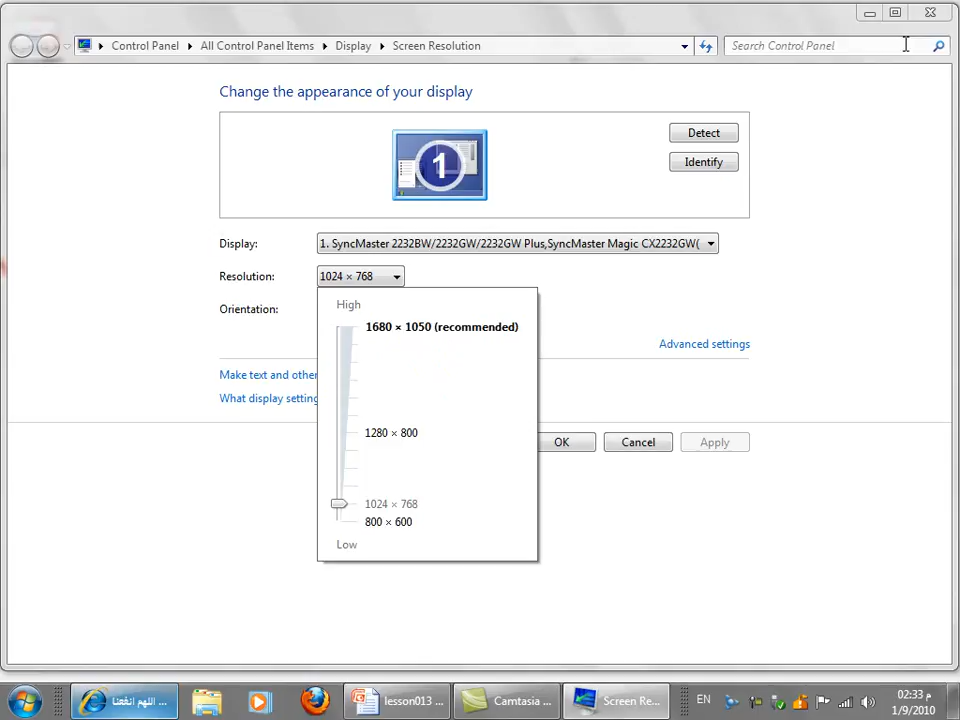 Control Panel ▸ All Control Panel Items ▸ Display ▸ Screen Resolution
Search Control Panel
Change the appearance of your display
1
Detect
Identify
Display: 1. SyncMaster 2232BW/2232GW/2232GW Plus,SyncMaster Magic CX2232GW(
Resolution: 1024 × 768
Orientation:
High
1680 × 1050 (recommended)
1280 × 800
1024 × 768
800 × 600
Low
Advanced settings
Make text and other
What display setting
OK Cancel Apply
اللهم انفعنا ...
lesson013 ...
Camtasia ...
Screen Re...
EN
02:33 م
1/9/2010